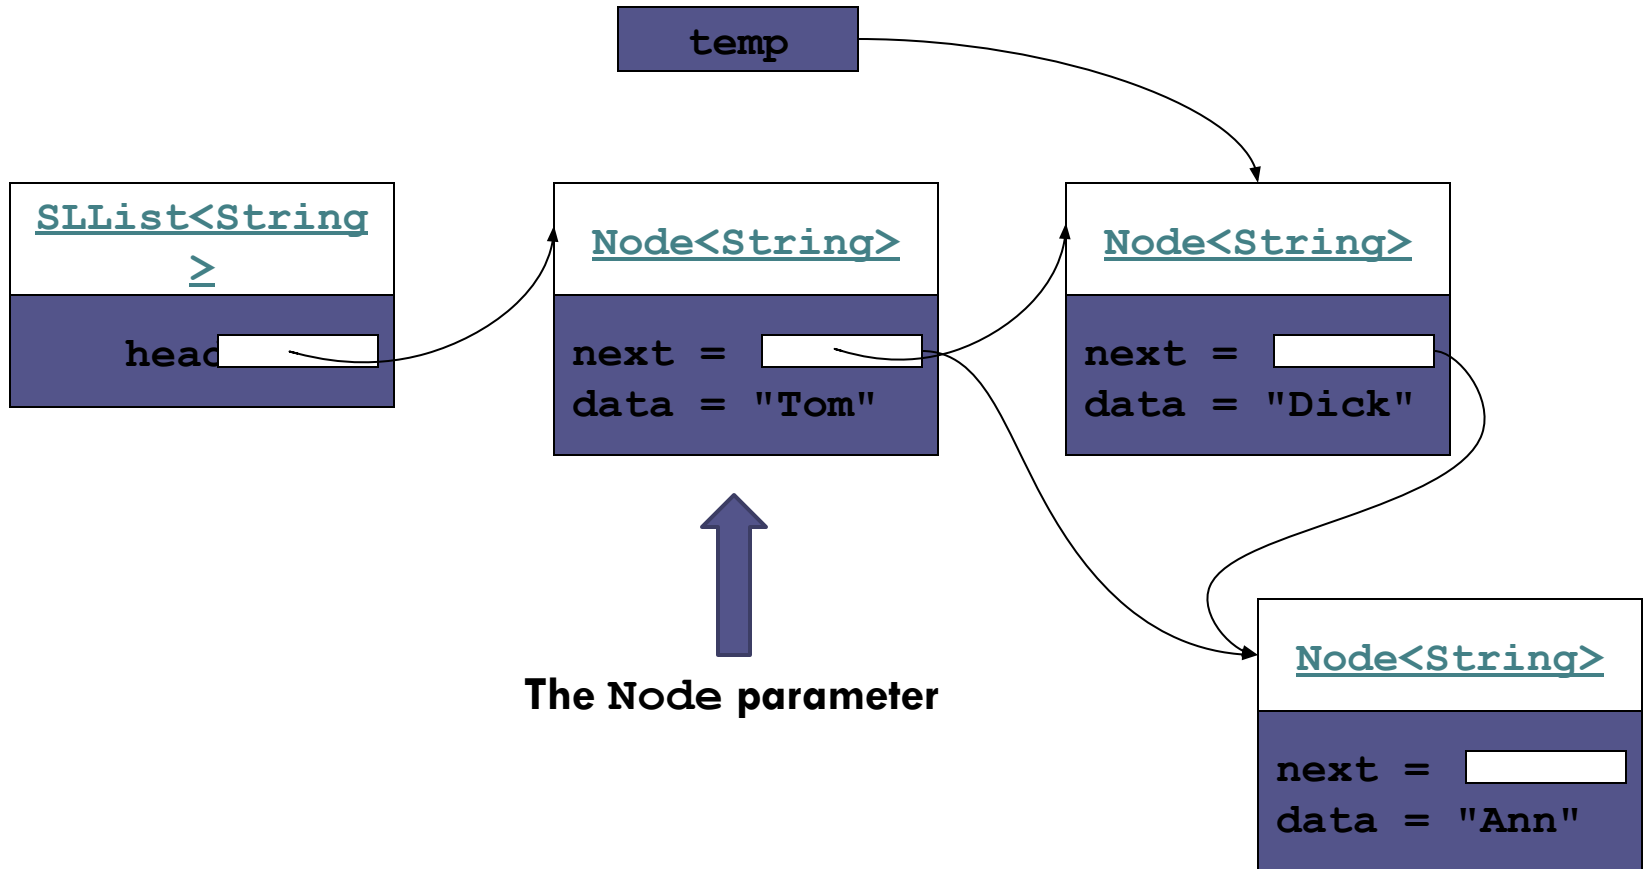 temp
SLList<String
>
head
Node<String>
next =
data = "Tom"
Node<String>
next =
data = "Dick"
The Node parameter
Node<String>
next =
data = "Ann"